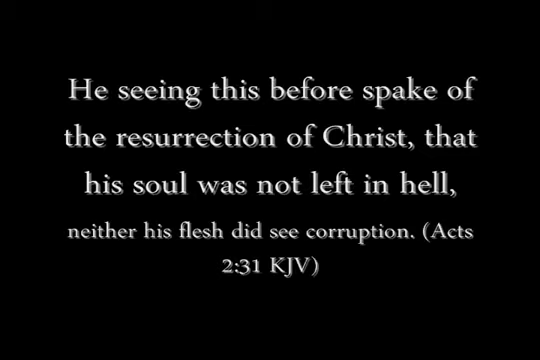 He seeing this before spake of
the resurrection of Christ, that
his soul was not left in hell,
neither his flesh did see corruption. (Acts
2:31 KJV)